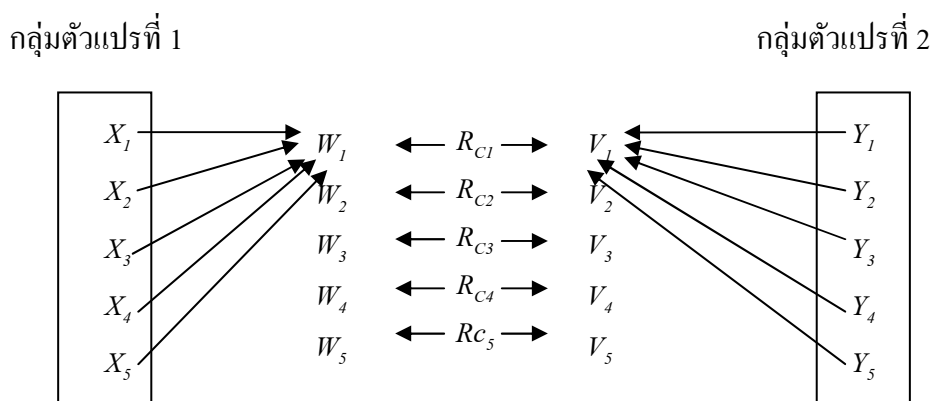 กลุ่มตัวแปรที่ 1 กลุ่มตัวแปรที่ 2
X1 W1 RC1 V1 Y1
X2 W2 RC2 V2 Y2
X3 W3 RC3 V3 Y3
X4 W4 RC4 V4 Y4
X5 W5 Rc5 V5 Y5